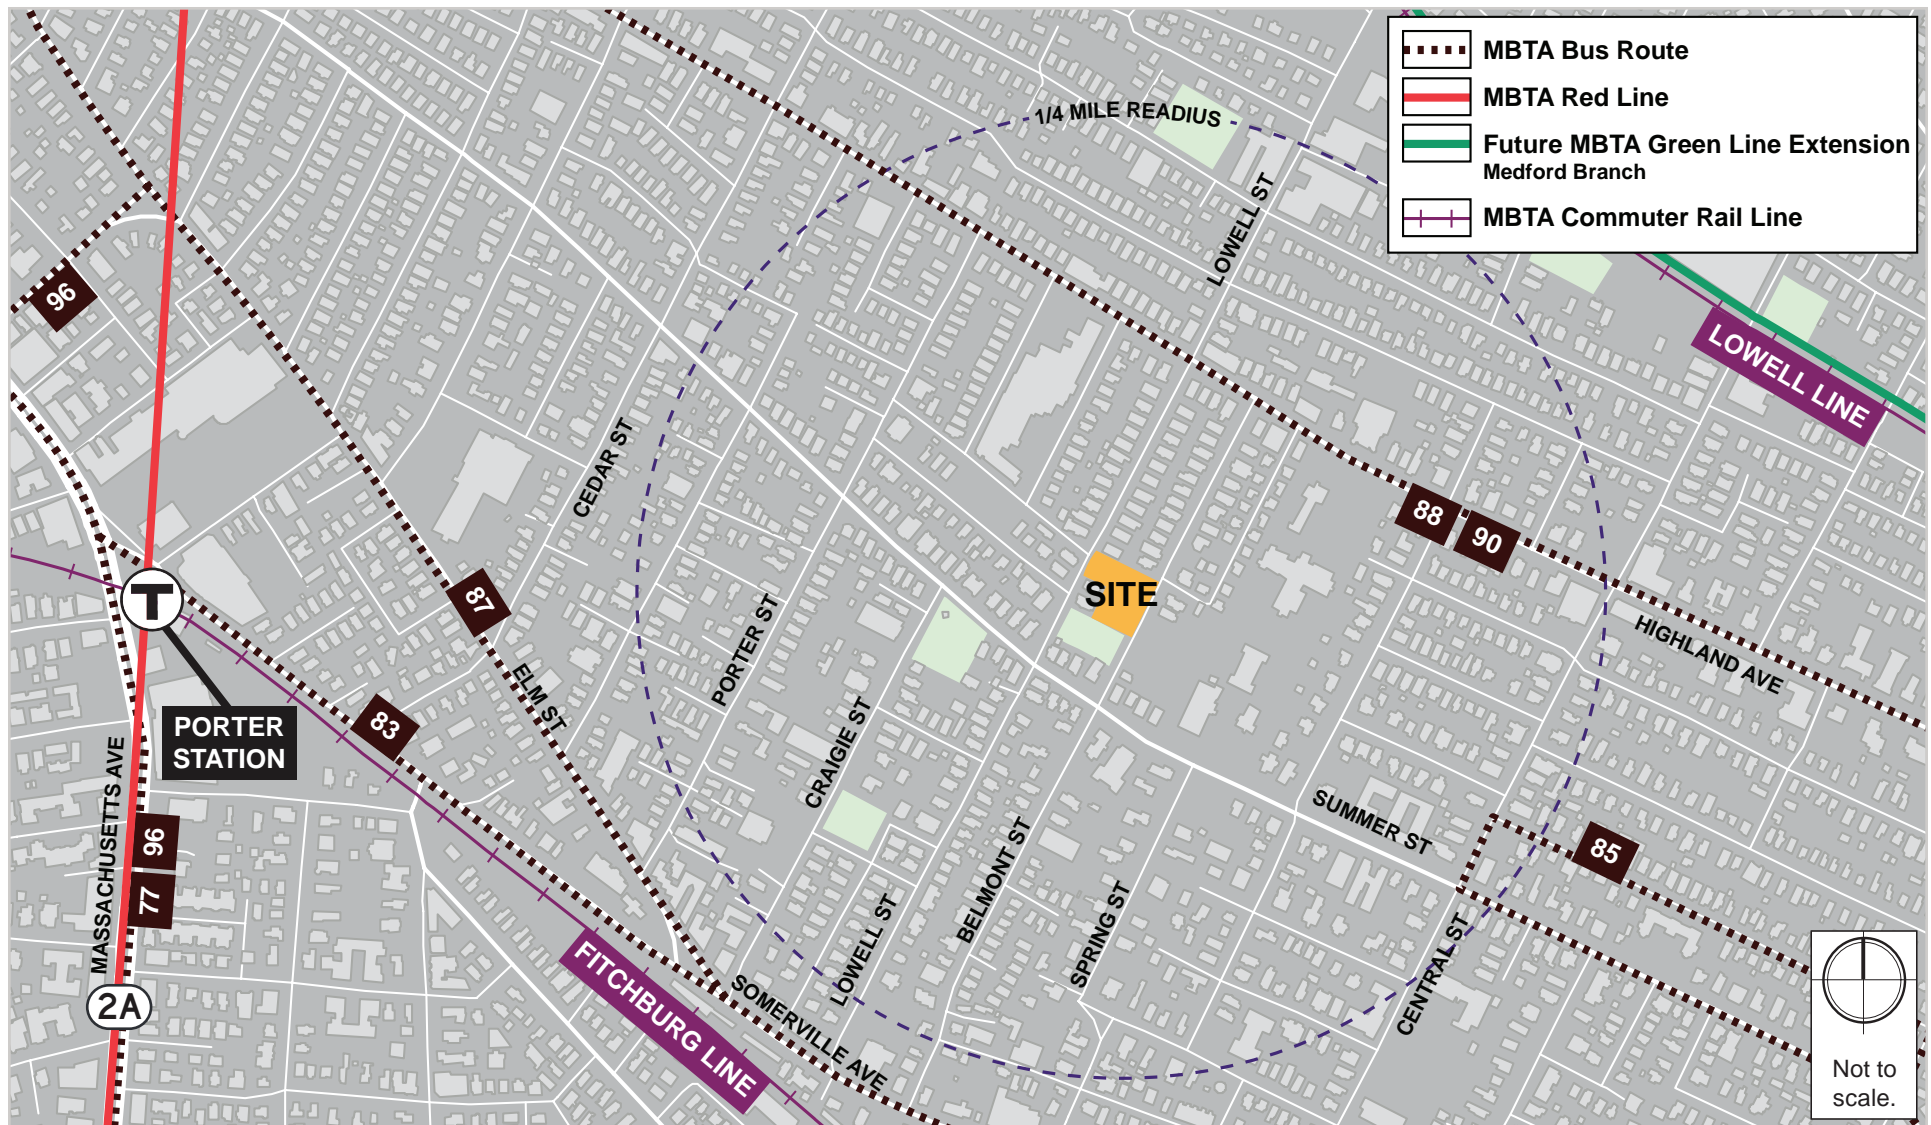 MBTA Bus Route
MBTA Red Line
Future MBTA Green Line Extension
Medford Branch
MBTA Commuter Rail Line
1/4 MILE READIUS
LOWELL ST
96
LOWELL LINE
CEDAR ST
88
90
87
SITE
T
PORTER ST
HIGHLAND AVE
ELM ST
83
PORTER
STATION
CRAIGIE ST
MASSACHUSETTS AVE
SUMMER ST
96
85
77
BELMONT ST
SPRING ST
LOWELL ST
CENTRAL ST
2A
FITCHBURG LINE
SOMERVILLE AVE
Not to
scale.